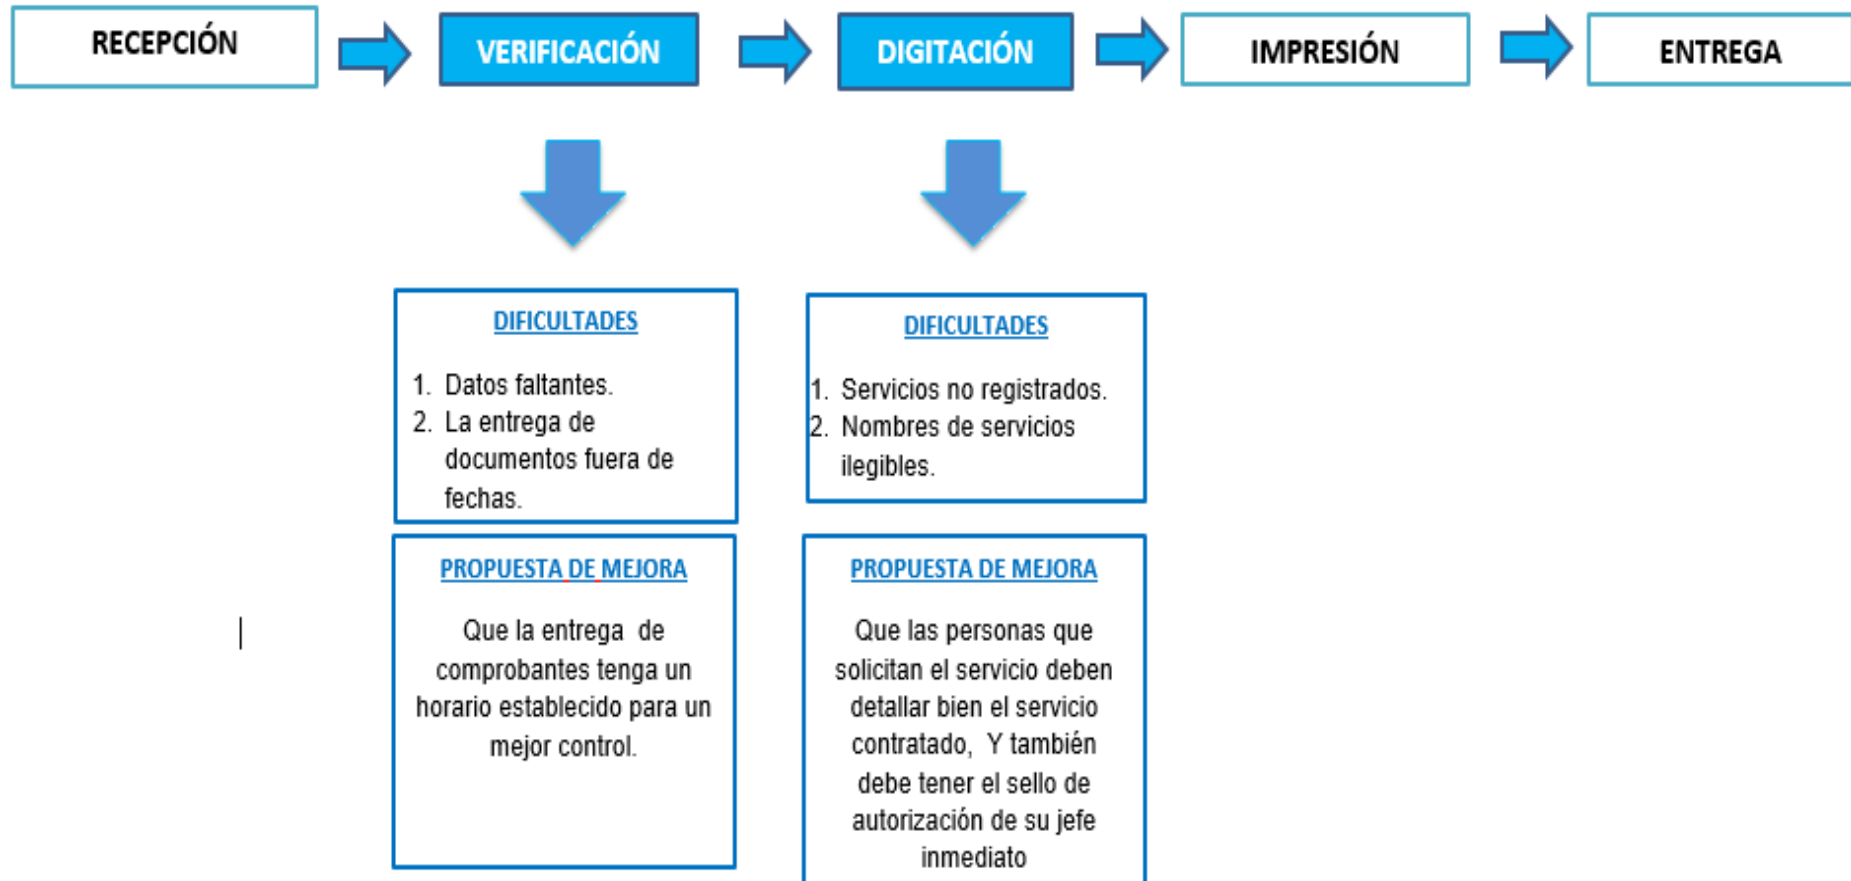 RECEPCIÓN
VERIFICACIÓN
DIGITACIÓN
IMPRESIÓN
ENTREGA
DIFICULTADES
1. Datos faltantes.
2. La entrega de
documentos fuera de
fechas.
PROPUESTA DE MEJORA
Que la entrega  de
comprobantes tenga un
horario establecido para un
mejor control.
DIFICULTADES
1. Servicios no registrados.
2. Nombres de servicios
ilegibles.
PROPUESTA DE MEJORA
Que las personas que
solicitan el servicio deben
detallar bien el servicio
contratado,  Y también
debe tener el sello de
autorización de su jefe
inmediato